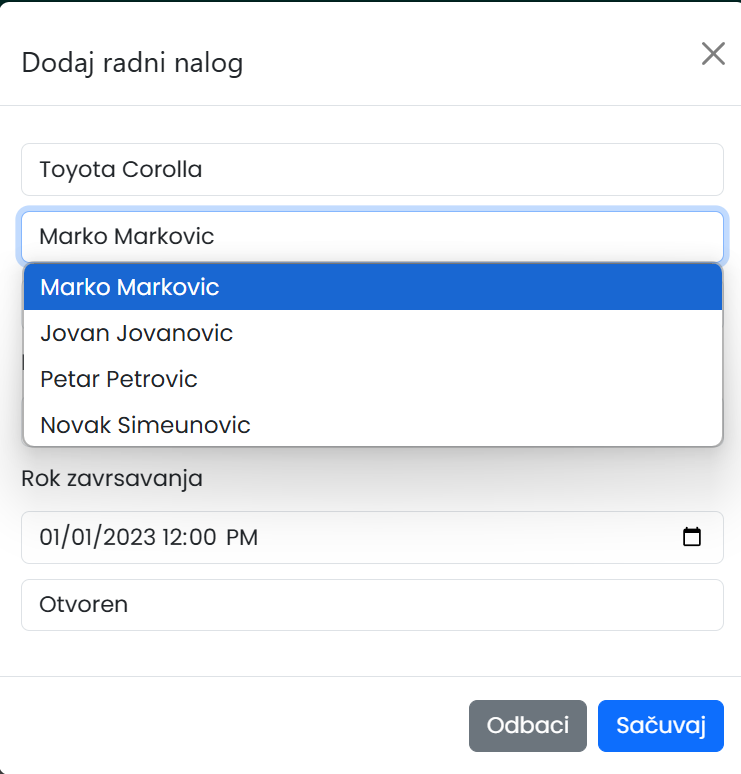 Dodaj radni nalog
Toyota Corolla
Marko Markovic
Marko Markovic
Jovan Jovanovic
Petar Petrovic
Novak Simeunovic
Rok zavrsavanja
01/01/2023 12:00 PM
Otvoren
Odbaci
Sačuvaj